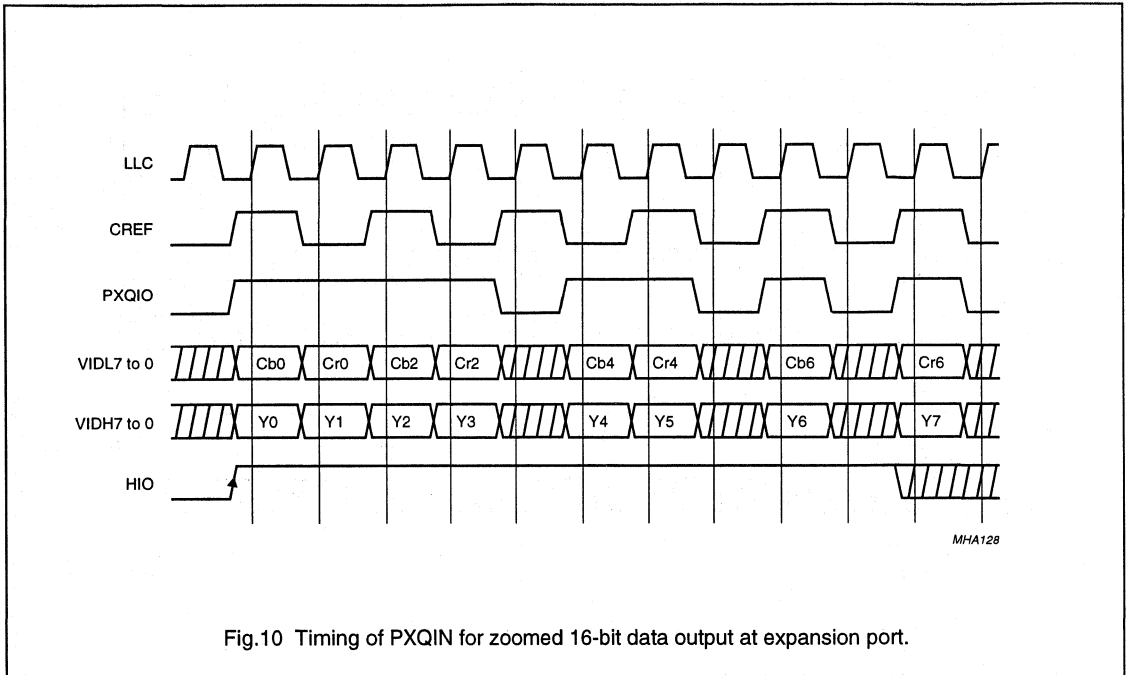 LLC
CREF
PXQIO
VIDL7 to 0 Cb0 Cr0 Cb2 Cr2 Cb4 Cr4 Cb6 Cr6
VIDH7 to 0 Y0 Y1 Y2 Y3 Y4 Y5 Y6 Y7
HIO
MHA128
Fig.10 Timing of PXQIN for zoomed 16-bit data output at expansion port.